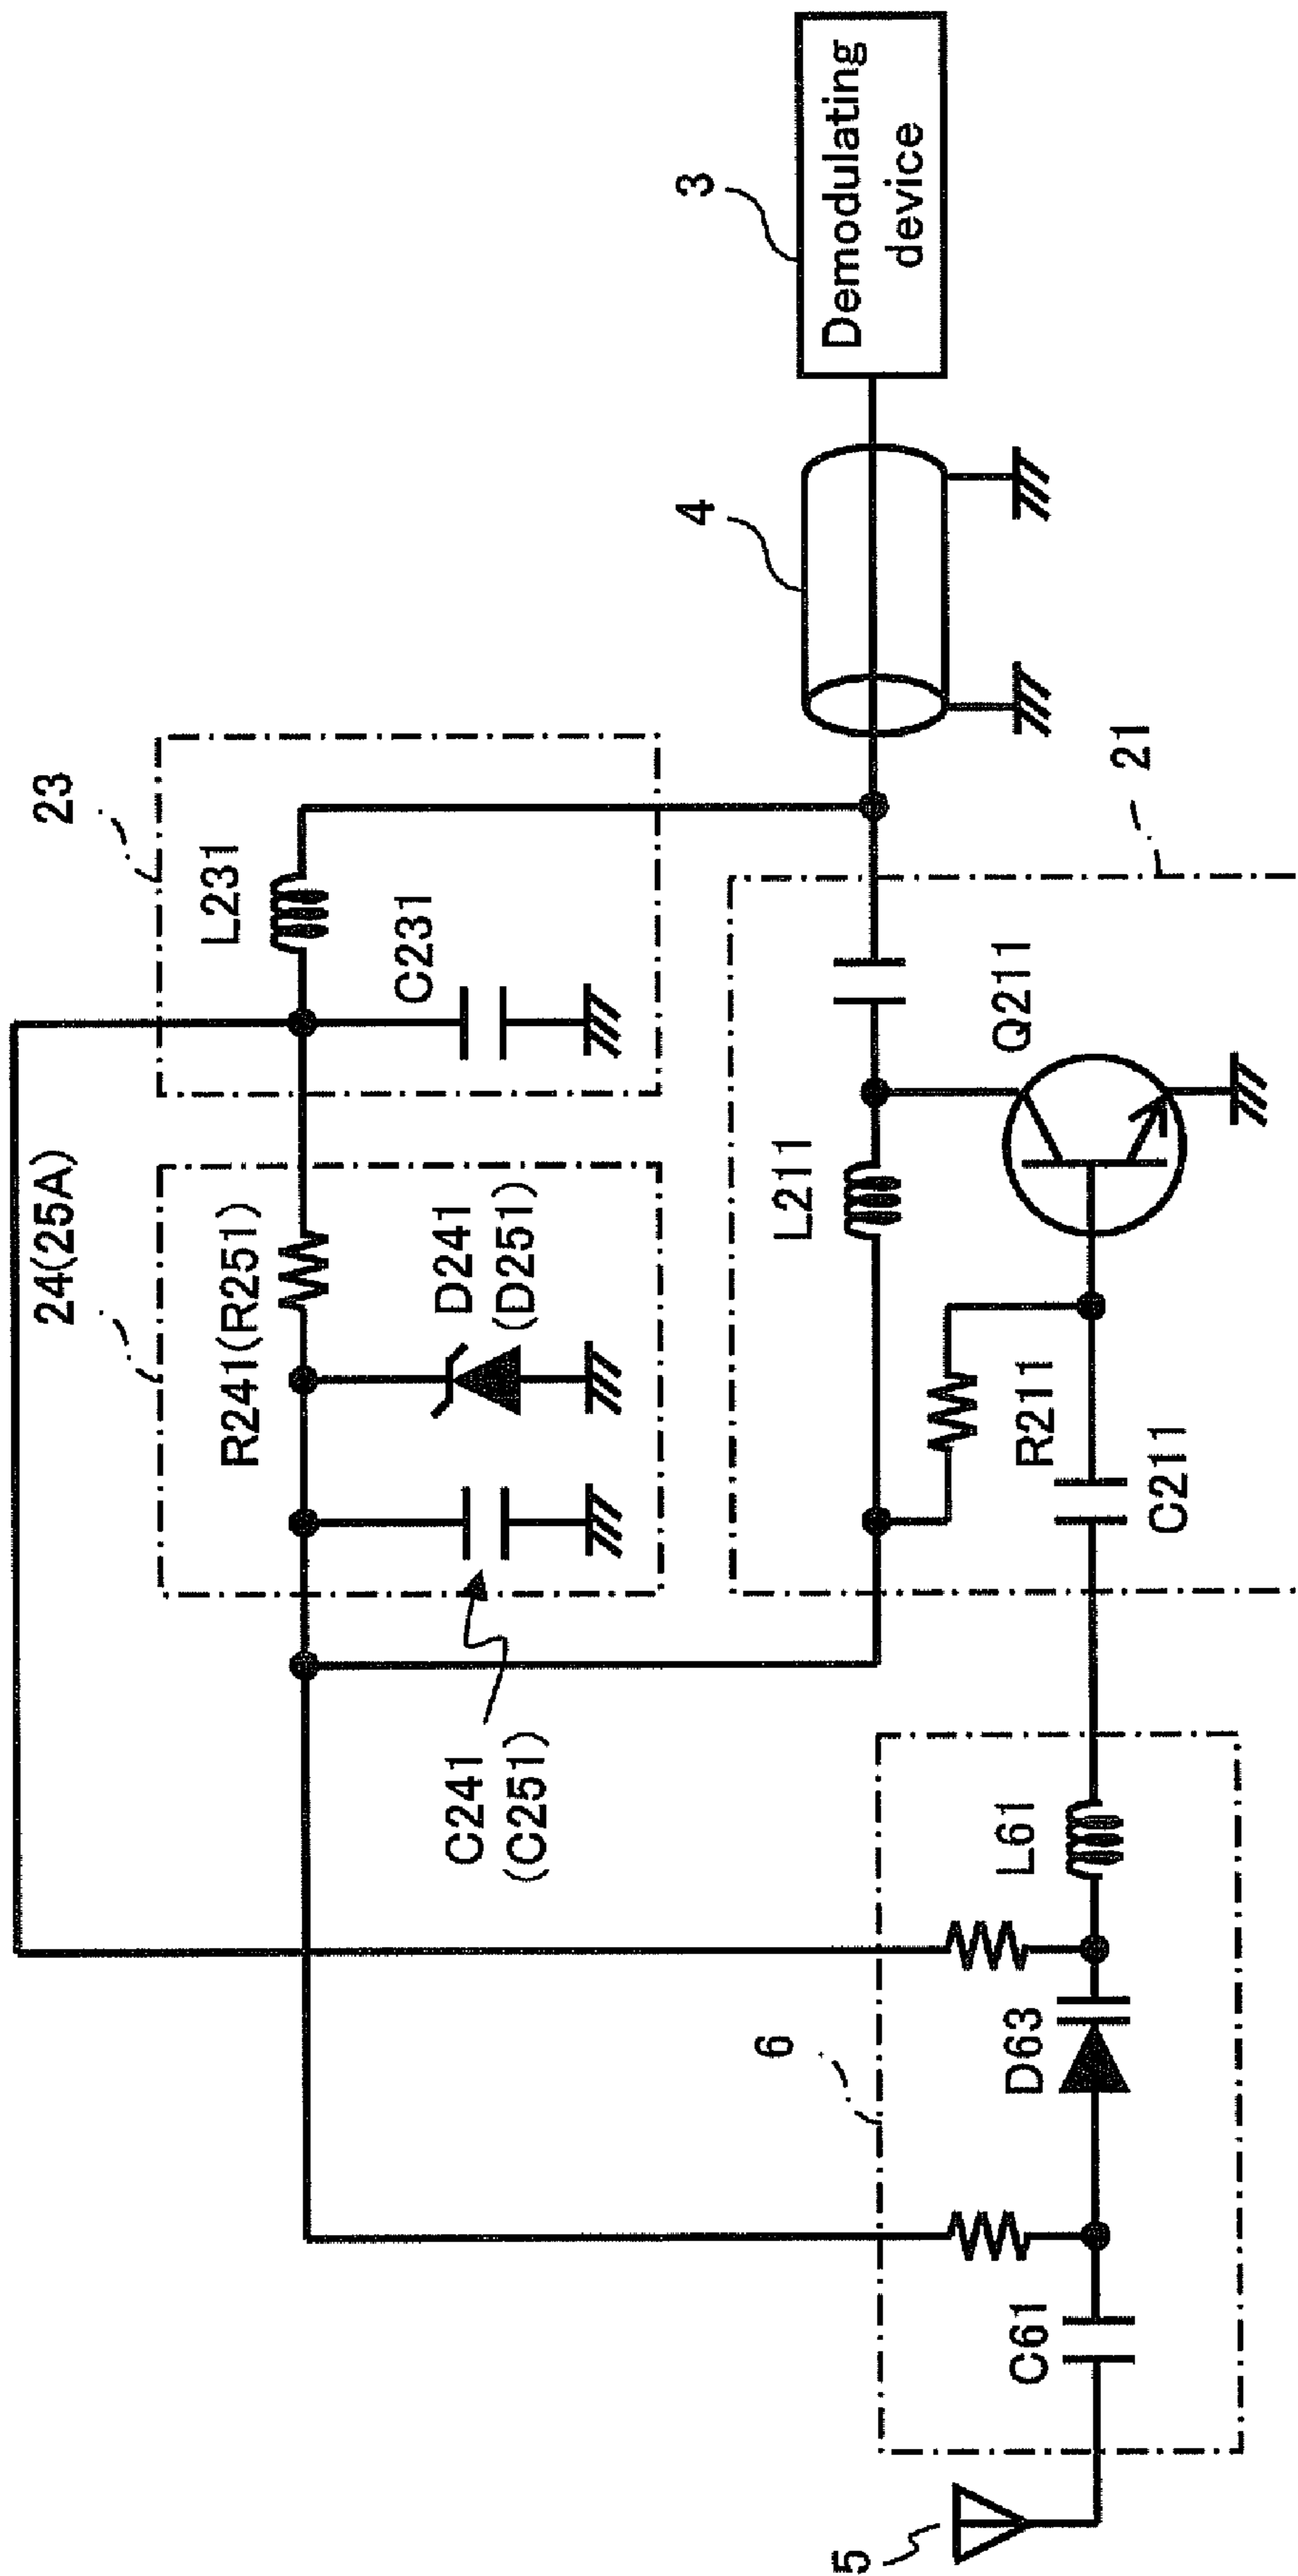 23
L231
C231
24(25A)
R241(R251)
D241
(D251)
C241
(C251)
3
Demodulating
device
4
21
L211
Q211
R211
C211
6
L61
D63
C61
5